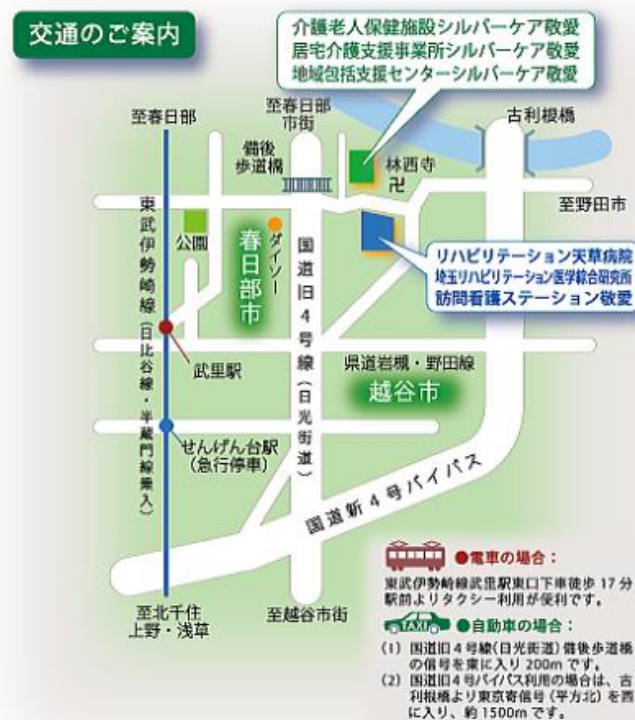 交通のご案内
介護老人保健施設シルバーケア敬愛
居宅介護支援事業所シルバーケア敬愛
地域包括支援センターシルバーケア敬愛
至春日部
至春日部
市街
古利根橋
備後
歩道橋
林西寺
卍
至野田市
東武伊勢崎線(日比谷線・半蔵門線乗入)
公園
春日部市
ダイソー
国道旧4号線(日光街道)
リハビリテーション天草病院
埼玉リハビリテーション医学綜合研究所
訪問看護ステーション敬愛
武里駅
県道岩槻・野田線
越谷市
せんげん台駅
(急行停車)
国道新4号バイパス
至北千住
上野・浅草
至越谷市街
●電車の場合:
東武伊勢崎線武里駅東口下車徒歩17分
駅前よりタクシー利用が便利です。
TAXI
●自動車の場合:
(1) 国道旧4号線(日光街道)備後歩道橋
の信号を東に入り200mです。
(2) 国道旧4号バイパス利用の場合は、古
利根橋より東京寄信号(平方北)を西
に入り、約1500mです。